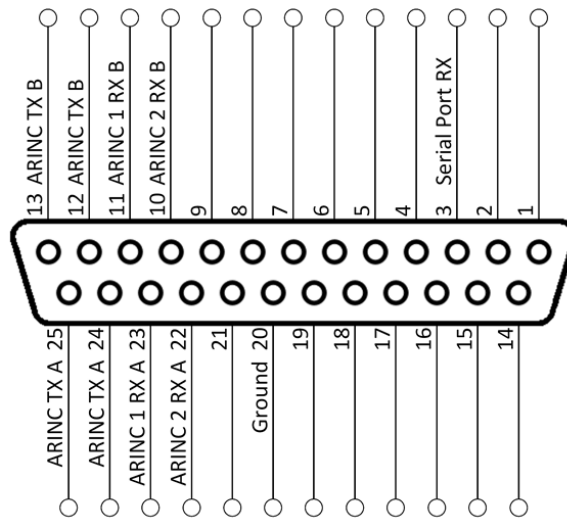 13 ARINC TX B
12 ARINC TX B
11 ARINC 1 RX B
10 ARINC 2 RX B
9
8
7
6
5
4
3 Serial Port RX
2
1
ARINC TX A 25
ARINC TX A 24
ARINC 1 RX A 23
ARINC 2 RX A 22
21
Ground 20
19
18
17
16
15
14